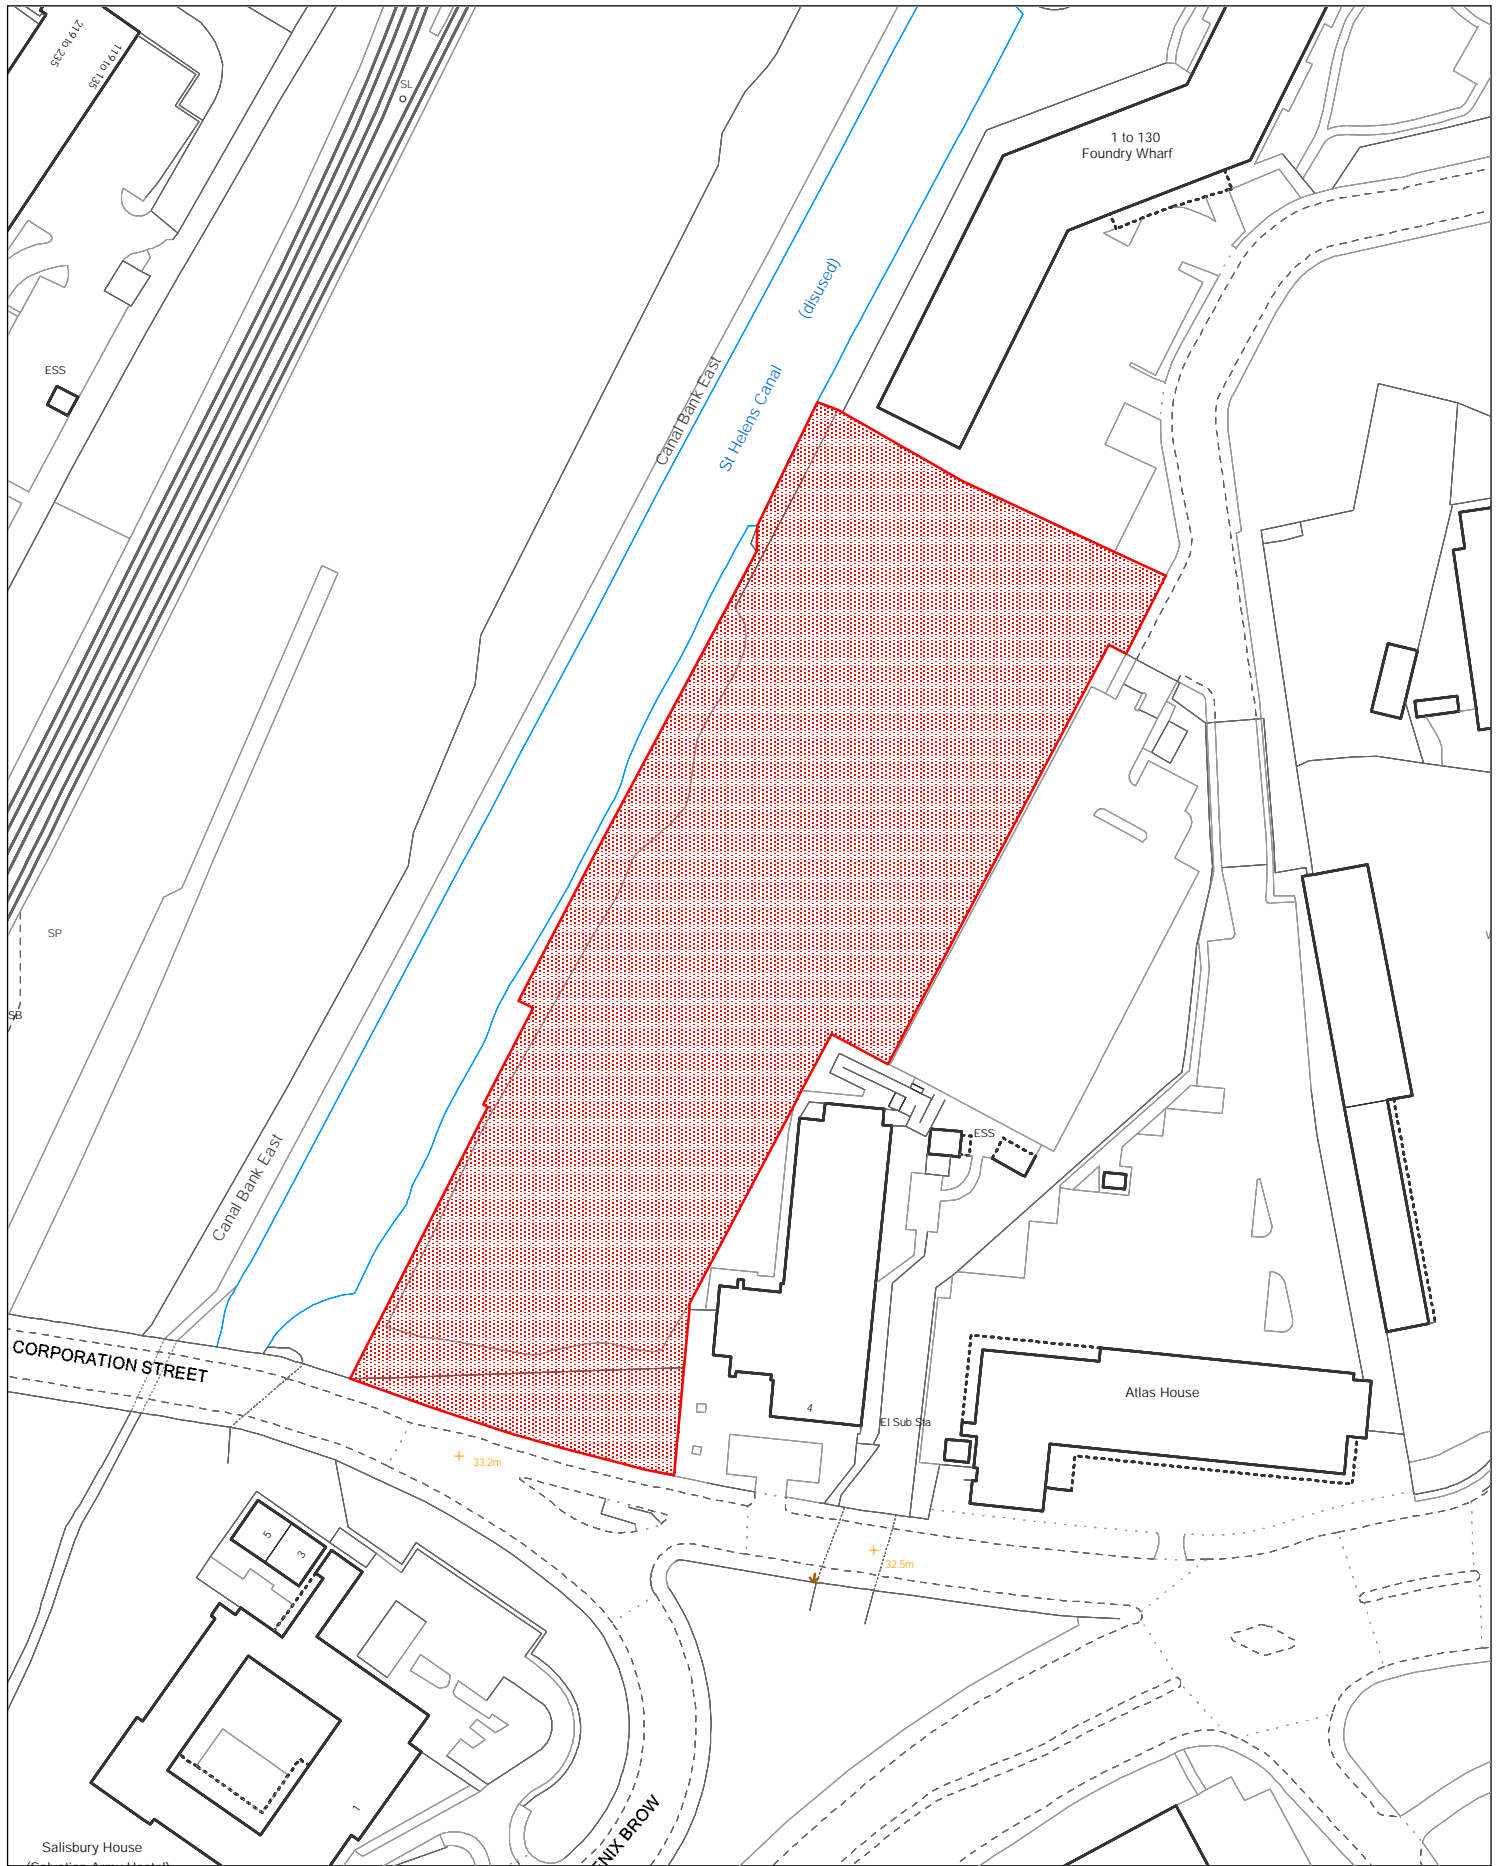 219 to 235
119 to 135
SL
1 to 130
Foundry Wharf
(disused)
ESS
Canal Bank East
St Helens Canal
SP
SB
ESS
Canal Bank East
CORPORATION STREET
Atlas House
4
El Sub Sta
33.2m
32.5m
5
3
1
Salisbury House
BROW